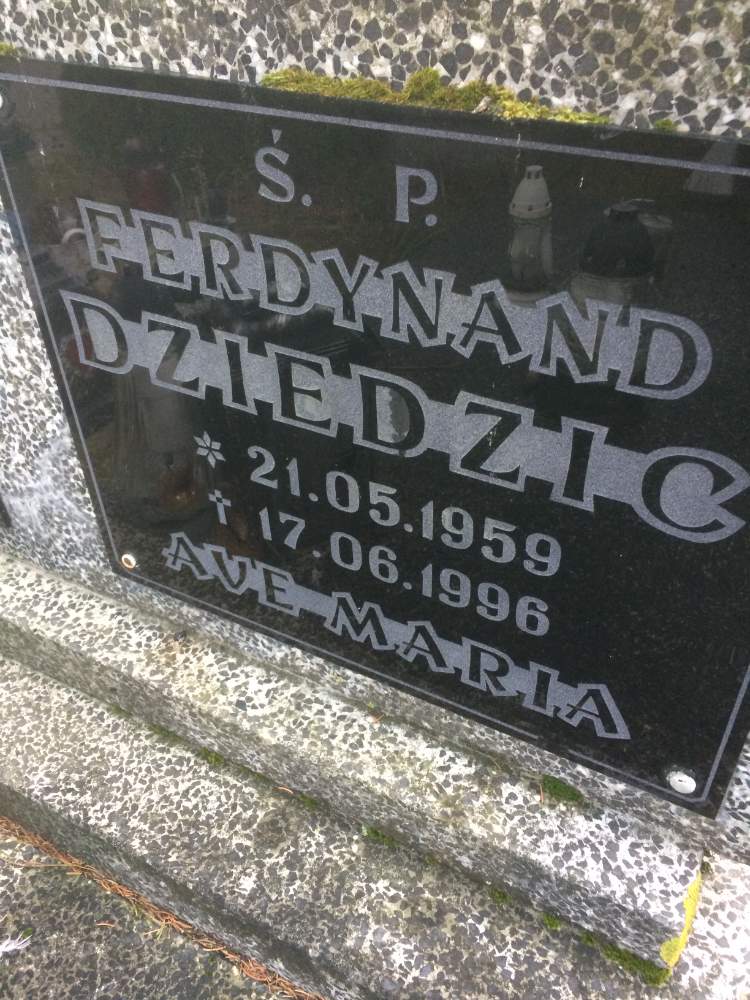 Ś. P.
FERDYNAND
DZIEDZIC
* 21.05.1959
✝ 17.06.1996
AVE MARIA